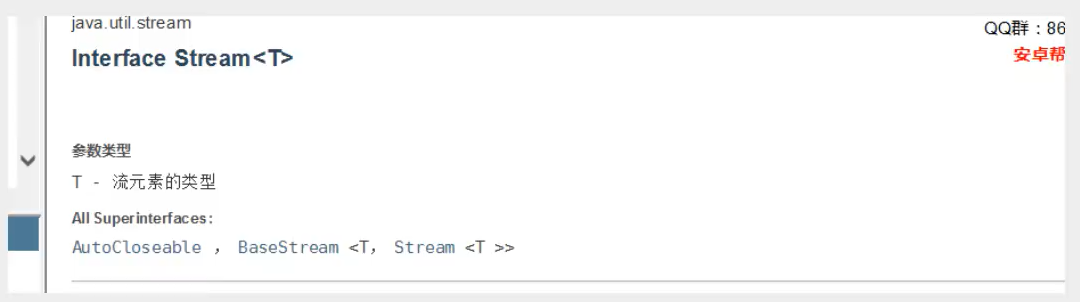 java.util.stream
QQ群：86
Interface Stream<T>
安卓帮
参数类型
T - 流元素的类型
All Superinterfaces:
AutoCloseable ， BaseStream <T， Stream <T >>